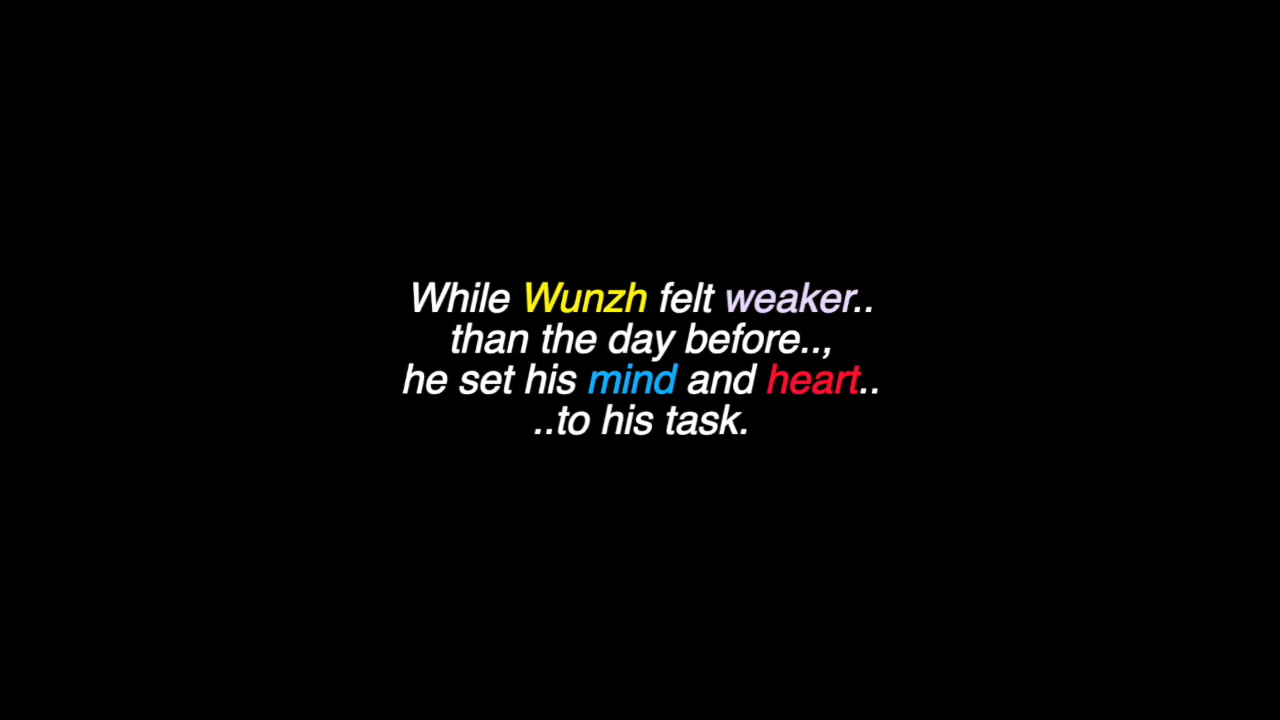 While Wunzh felt weaker..
than the day before..,
he set his mind and heart..
..to his task.